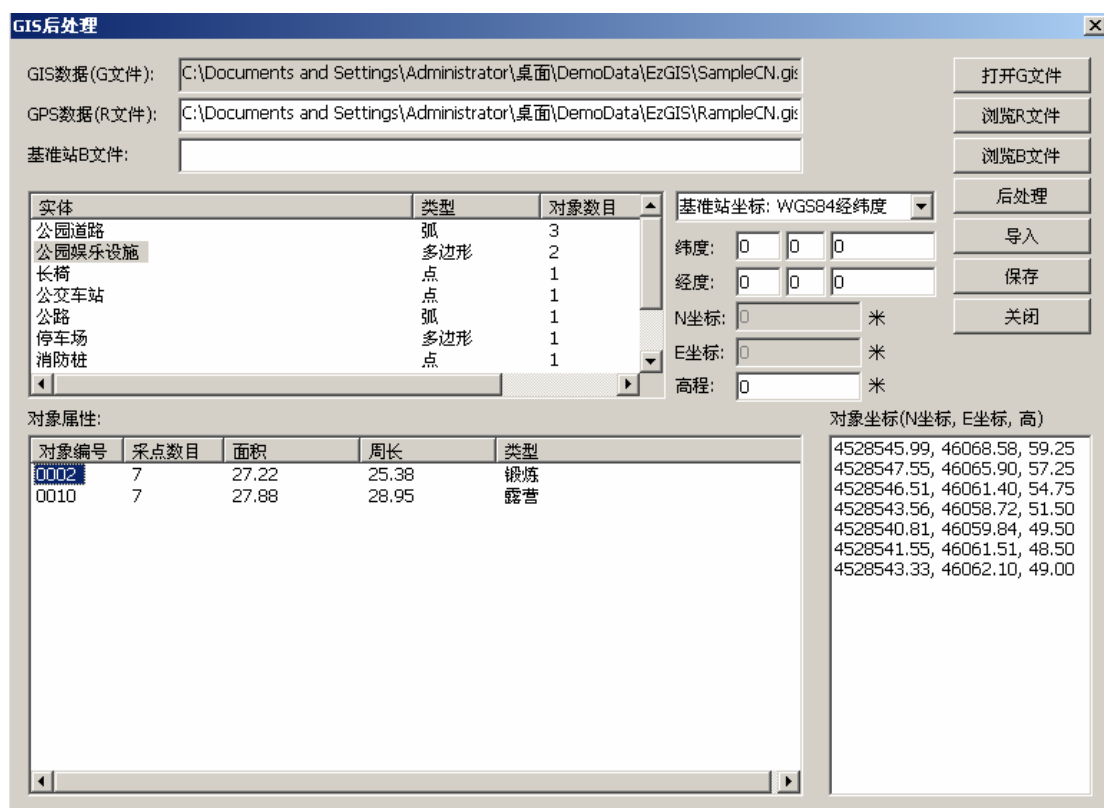 GIS后处理
GIS数据(G文件): C:\Documents and Settings\Administrator\桌面\DemoData\EzGIS\SampleCN.gis 打开G文件
GPS数据(R文件): C:\Documents and Settings\Administrator\桌面\DemoData\EzGIS\RampleCN.gis 浏览R文件
基准站B文件: 浏览B文件
后处理
导入
保存
关闭
实体 类型 对象数目
公园道路 弧 3
公园娱乐设施 多边形 2
长椅 点 1
公交车站 点 1
公路 弧 1
停车场 多边形 1
消防桩 点 1
基准站坐标: WGS84经纬度
纬度: 0 0 0
经度: 0 0 0
N坐标: 0 米
E坐标: 0 米
高程: 0 米
对象属性:
对象编号 采点数目 面积 周长 类型
0002 7 27.22 25.38 锻炼
0010 7 27.88 28.95 露营
对象坐标(N坐标, E坐标, 高)
4528545.99, 46068.58, 59.25
4528547.55, 46065.90, 57.25
4528546.51, 46061.40, 54.75
4528543.56, 46058.72, 51.50
4528540.81, 46059.84, 49.50
4528541.55, 46061.51, 48.50
4528543.33, 46062.10, 49.00